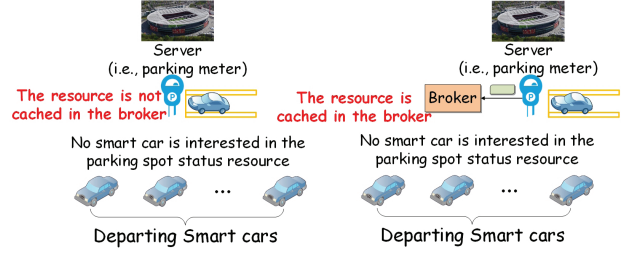 Server
(i.e., parking meter)
P
The resource is not
cached in the broker
No smart car is interested in the
parking spot status resource
...
Departing Smart cars
Server
(i.e., parking meter)
P
The resource is
cached in the broker
Broker
No smart car is interested in the
parking spot status resource
...
Departing Smart cars